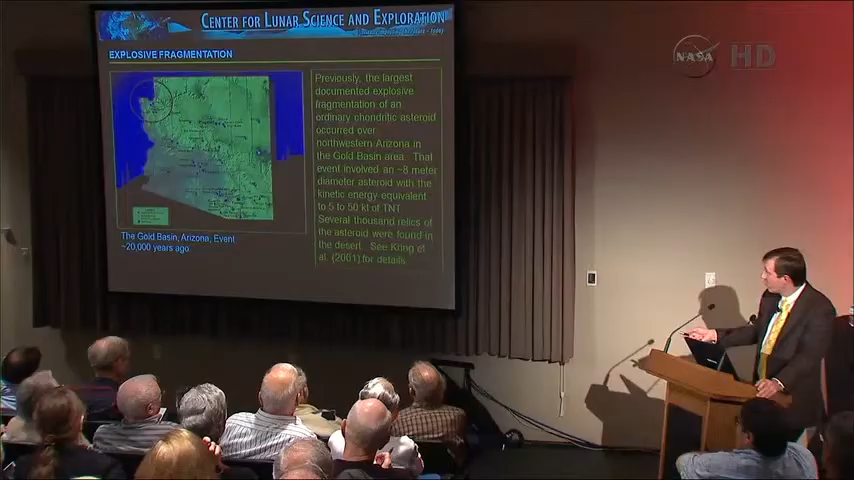 CENTER FOR LUNAR SCIENCE AND EXPLORATION
EXPLOSIVE FRAGMENTATION
Previously, the largest
documented explosive
fragmentation of an
ordinary chondritic asteroid
occurred over
northwestern Arizona in
the Gold Basin area. That
event involved an ~8 meter
diameter asteroid with the
kinetic energy equivalent
to 5 to 50 kt of TNT.
Several thousand relics of
the asteroid were found in
the desert. See Kring et
al. (2001) for details.
The Gold Basin, Arizona, Event
~20,000 years ago
NASA HD